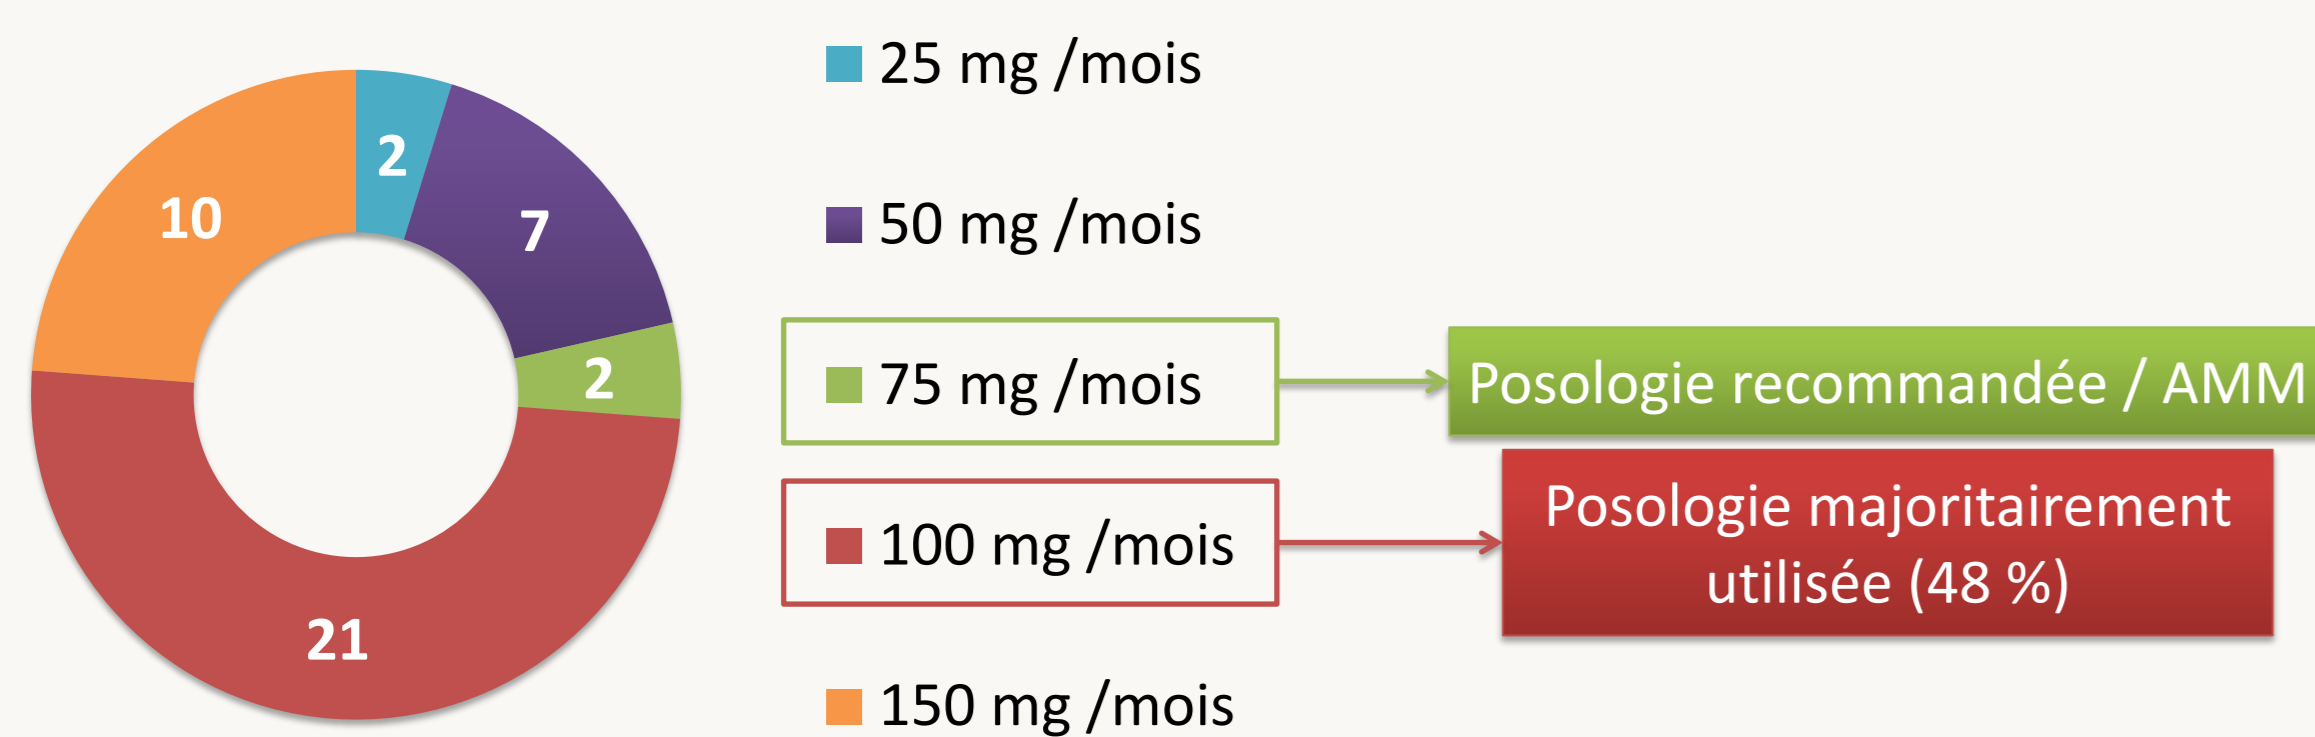 2
7
2
21
10
25 mg /mois
50 mg /mois
75 mg /mois
100 mg /mois
150 mg /mois
Posologie recommandée / AMM
Posologie majoritairement
utilisée (48 %)